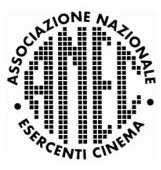 ASSOCIAZIONE NAZIONALE
ANEC
ESERCENTI CINEMA